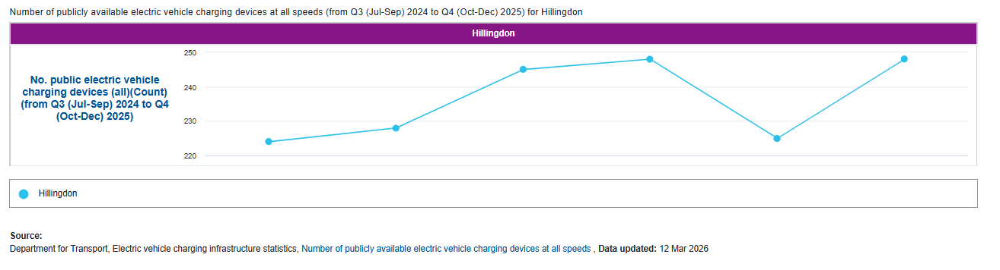 Number of publicly available electric vehicle charging devices at all speeds (from Q3 (Jul-Sep) 2024 to Q4 (Oct-Dec) 2025) for Hillingdon
Hillingdon
No. public electric vehicle
charging devices (all)(Count)
(from Q3 (Jul-Sep) 2024 to Q4
(Oct-Dec) 2025)
250
240
230
220
Hillingdon
Source:
Department for Transport, Electric vehicle charging infrastructure statistics, Number of publicly available electric vehicle charging devices at all speeds , Data updated: 12 Mar 2026